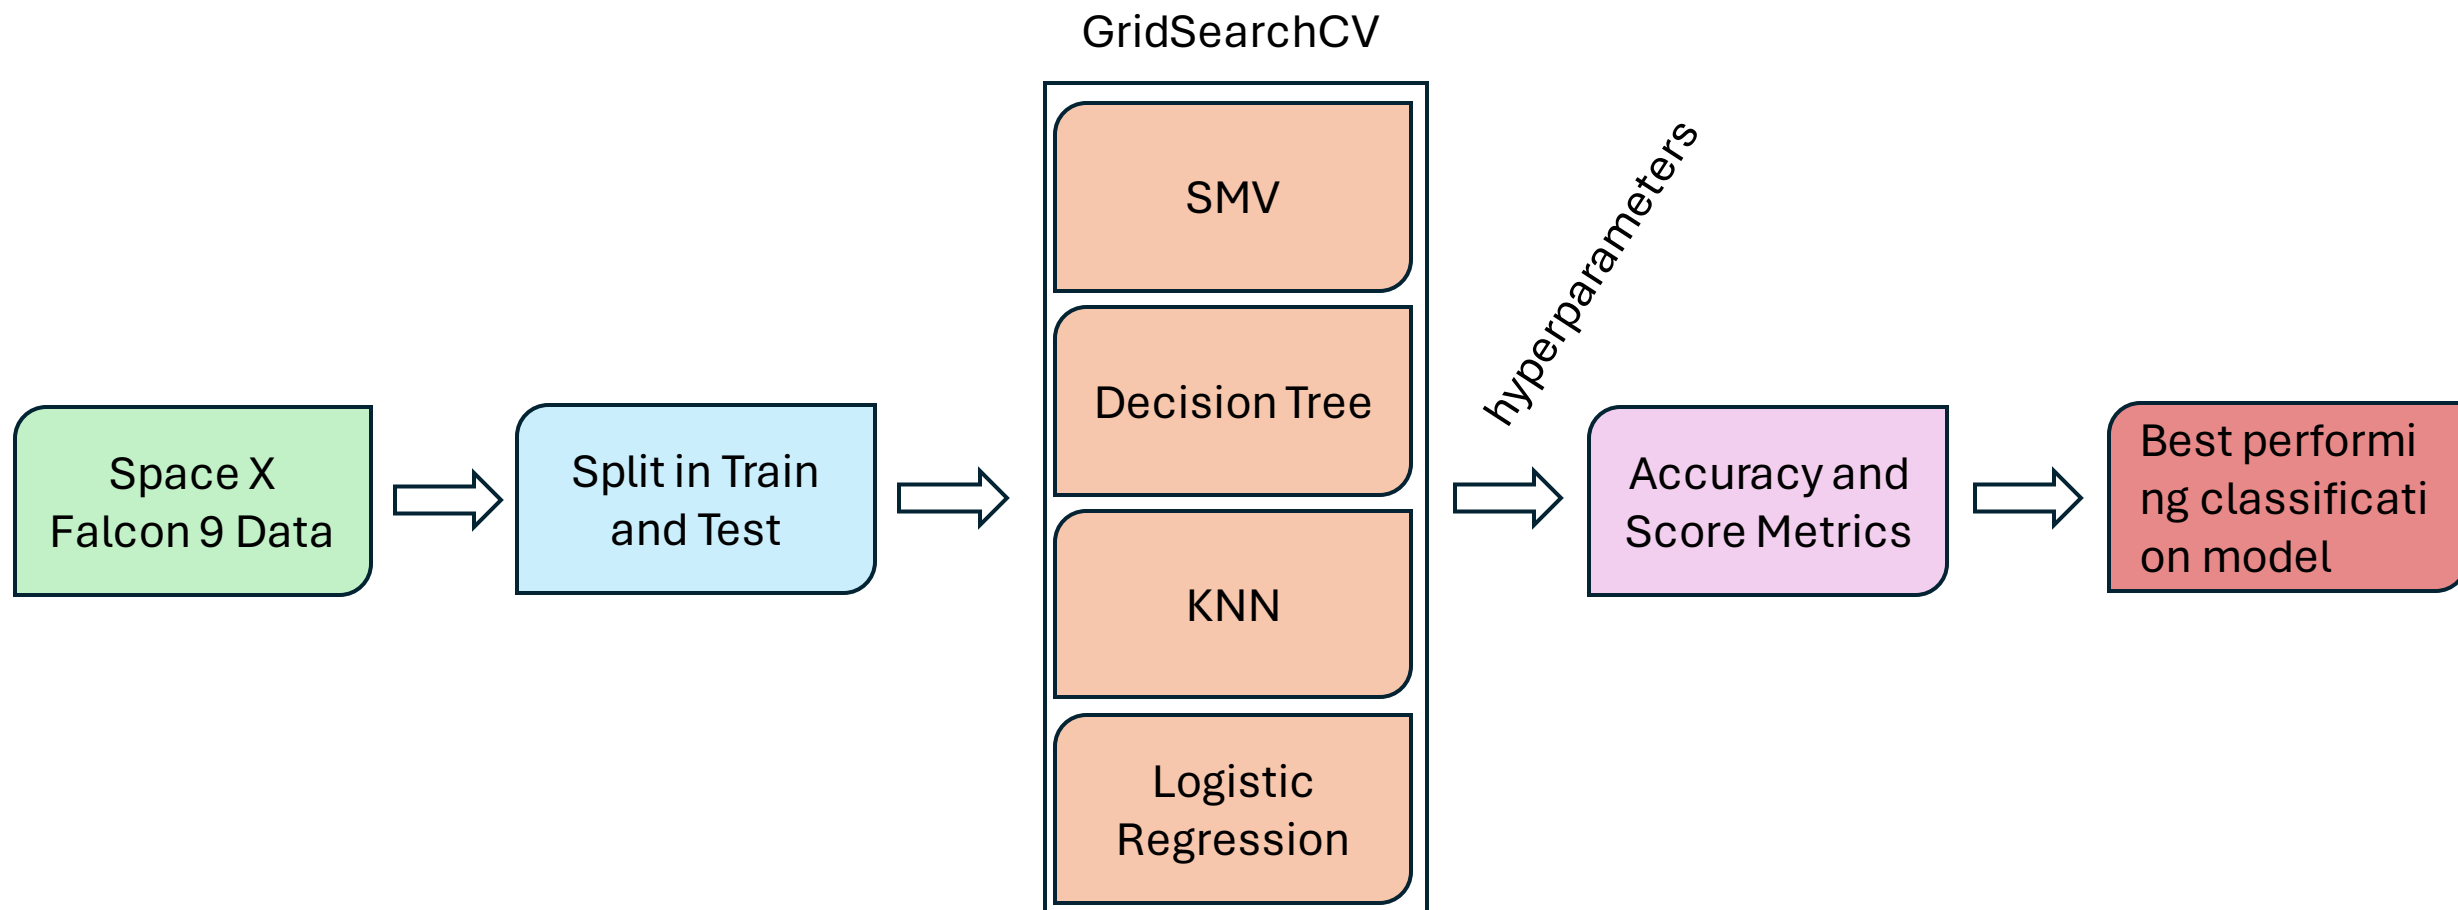 GridSearchCV
Space X
Falcon 9 Data
Split in Train
and Test
SMV
Decision Tree
KNN
Logistic
Regression
hyperparameters
Accuracy and
Score Metrics
Best performi
ng classificati
on model